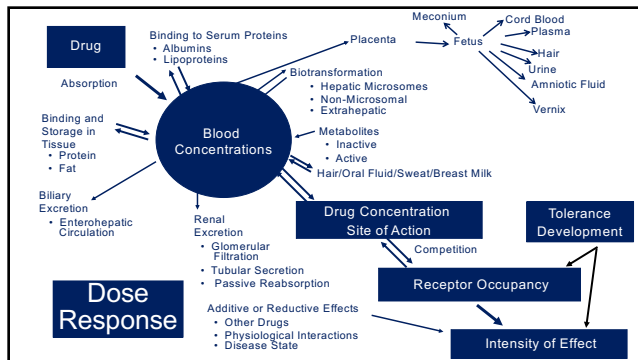 Drug
Absorption
Binding to Serum Proteins
• Albumins
• Lipoproteins
Placenta
Meconium
Fetus
Cord Blood
Plasma
Hair
Urine
Amniotic Fluid
Vernix
Biotransformation
• Hepatic Microsomes
• Non-Microsomal
• Extrahepatic
Blood
Concentrations
Binding and
Storage in
Tissue
• Protein
• Fat
Metabolites
• Inactive
• Active
Hair/Oral Fluid/Sweat/Breast Milk
Biliary
Excretion
• Enterohepatic
Circulation
Renal
Excretion
• Glomerular
Filtration
• Tubular Secretion
• Passive Reabsorption
Drug Concentration
Site of Action
Tolerance
Development
Competition
Receptor Occupancy
Dose
Response
Additive or Reductive Effects
• Other Drugs
• Physiological Interactions
• Disease State
Intensity of Effect